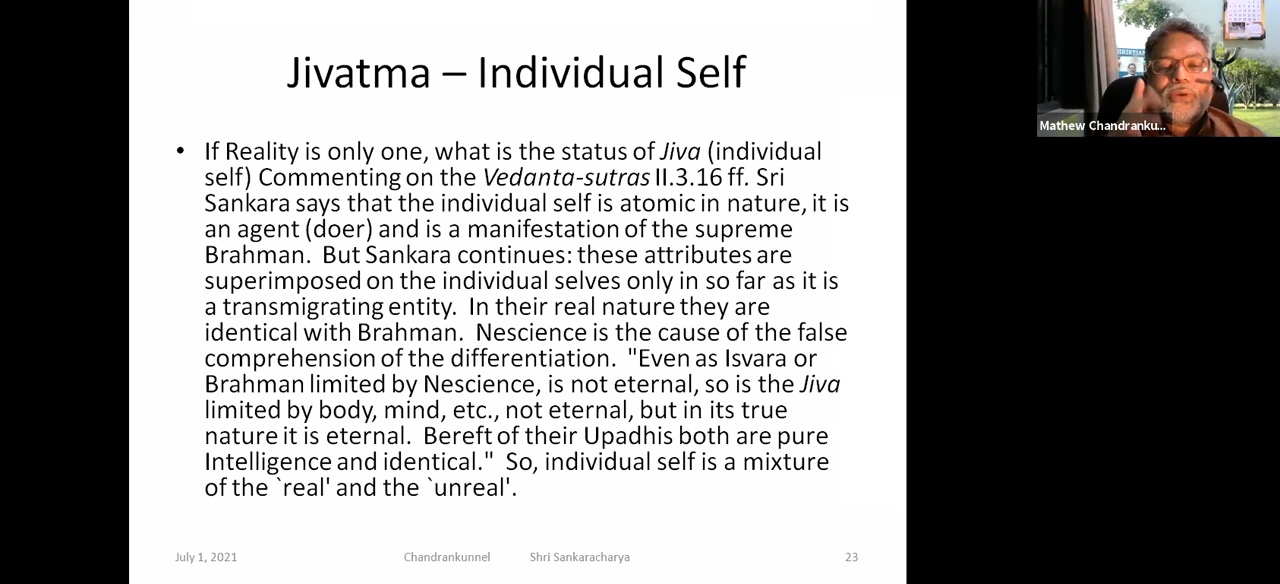 Jivatma – Individual Self
• If Reality is only one, what is the status of Jiva (individual
self) Commenting on the Vedanta-sutras II.3.16 ff. Sri
Sankara says that the individual self is atomic in nature, it is
an agent (doer) and is a manifestation of the supreme
Brahman. But Sankara continues: these attributes are
superimposed on the individual selves only in so far as it is
a transmigrating entity. In their real nature they are
identical with Brahman. Nescience is the cause of the false
comprehension of the differentiation. "Even as Isvara or
Brahman limited by Nescience, is not eternal, so is the Jiva
limited by body, mind, etc., not eternal, but in its true
nature it is eternal. Bereft of their Upadhis both are pure
Intelligence and identical." So, individual self is a mixture
of the `real' and the `unreal'.
July 1, 2021 Chandrankunnel Shri Sankaracharya 23
Mathew Chandranku...